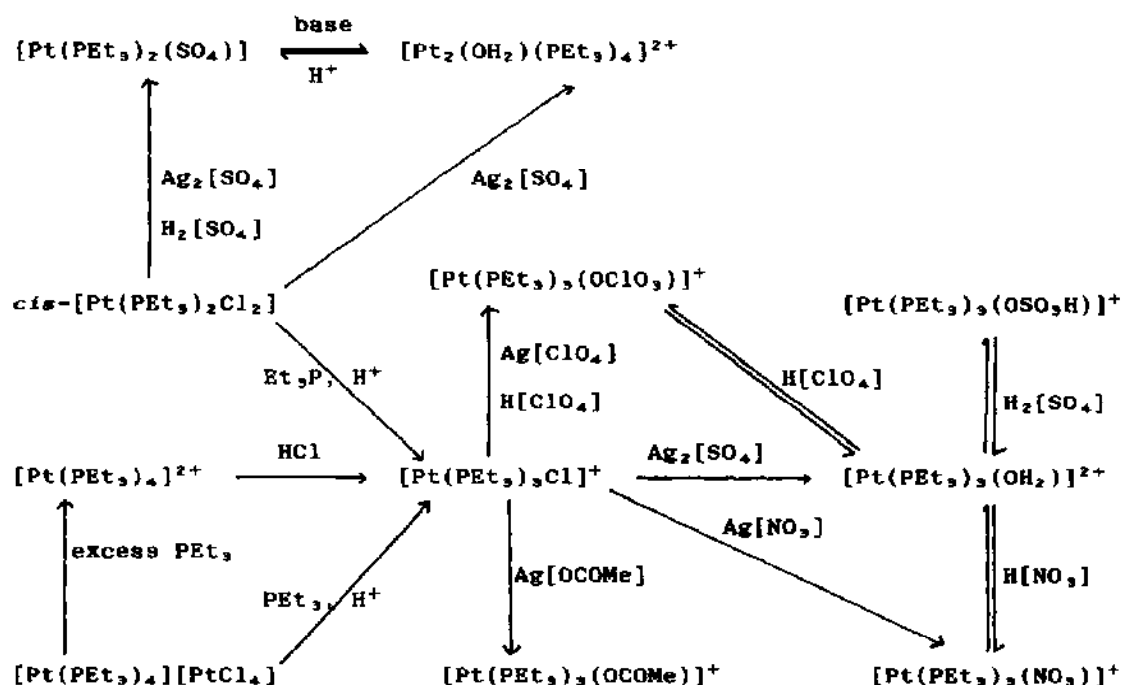 base
[Pt(PEt₃)₂(SO₄)] ⇌ [Pt₂(OH₂)(PEt₃)₄]²⁺
H⁺
Ag₂[SO₄]
H₂[SO₄]
Ag₂[SO₄]
[Pt(PEt₃)₃(OClO₃)]⁺
cis-[Pt(PEt₃)₂Cl₂]
[Pt(PEt₃)₃(OSO₃H)]⁺
Et₃P, H⁺
Ag[ClO₄]
H[ClO₄]
H[ClO₄]
H₂[SO₄]
[Pt(PEt₃)₄]²⁺ HCl [Pt(PEt₃)₃Cl]⁺ Ag₂[SO₄] [Pt(PEt₃)₃(OH₂)]²⁺
excess PEt₃
PEt₃, H⁺
Ag[OCOMe]
Ag[NO₃]
H[NO₃]
[Pt(PEt₃)₄][PtCl₄] [Pt(PEt₃)₃(OCOMe)]⁺ [Pt(PEt₃)₃(NO₃)]⁺